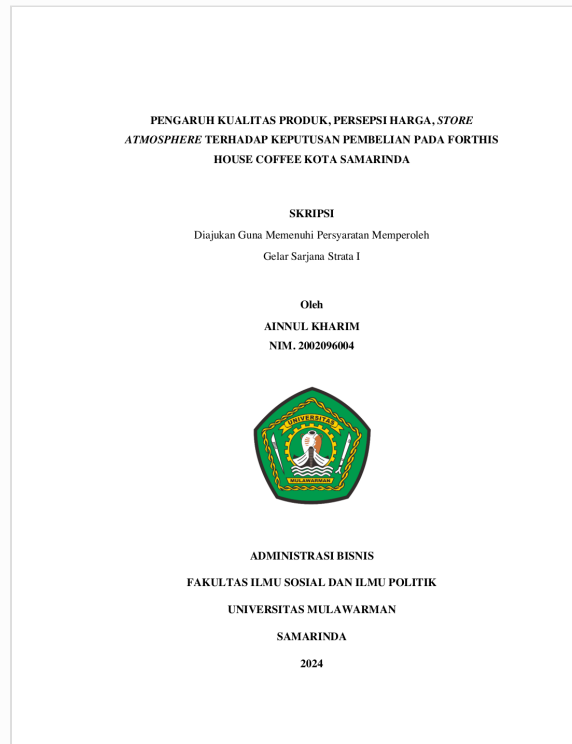 PENGARUH KUALITAS PRODUK, PERSEPSI HARGA, STORE
ATMOSPHERE TERHADAP KEPUTUSAN PEMBELIAN PADA FORTHIS
HOUSE COFFEE KOTA SAMARINDA
SKRIPSI
Diajukan Guna Memenuhi Persyaratan Memperoleh
Gelar Sarjana Strata I
Oleh
AINNUL KHARIM
NIM. 2002096004
UNIVERSITAS
MULAWARMAN
ADMINISTRASI BISNIS
FAKULTAS ILMU SOSIAL DAN ILMU POLITIK
UNIVERSITAS MULAWARMAN
SAMARINDA
2024